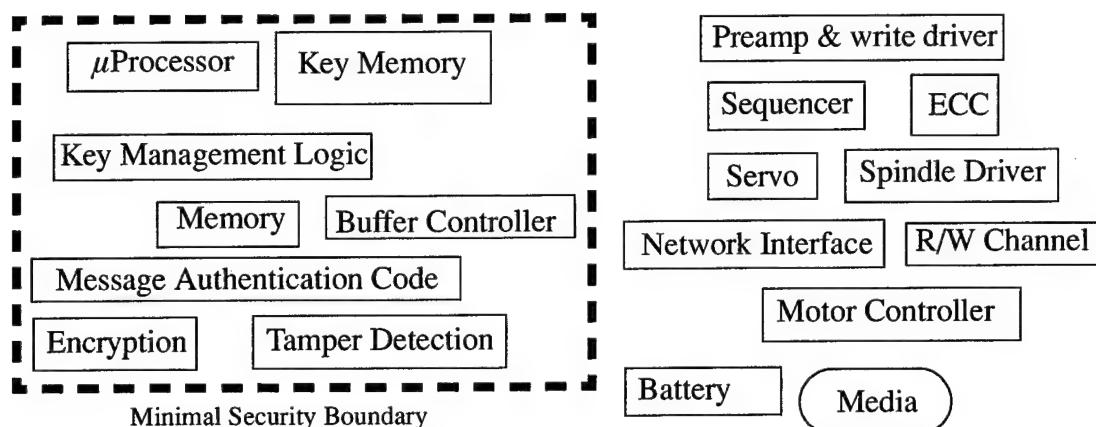 μProcessor
Key Memory
Key Management Logic
Memory
Buffer Controller
Message Authentication Code
Encryption
Tamper Detection
Minimal Security Boundary
Preamp & write driver
Sequencer
ECC
Servo
Spindle Driver
Network Interface
R/W Channel
Motor Controller
Battery
Media